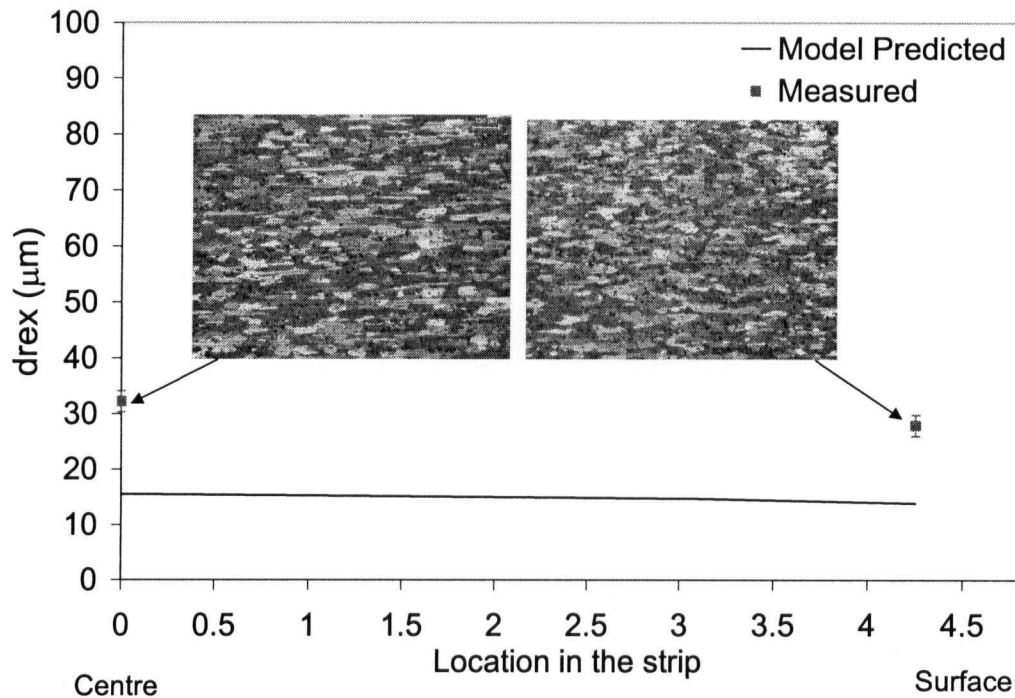 100
90
80
70
60
50
40
30
20
10
0
drex (μm)
Model Predicted
Measured
0 0.5 1 1.5 2 2.5 3 3.5 4 4.5
Location in the strip
Centre
Surface